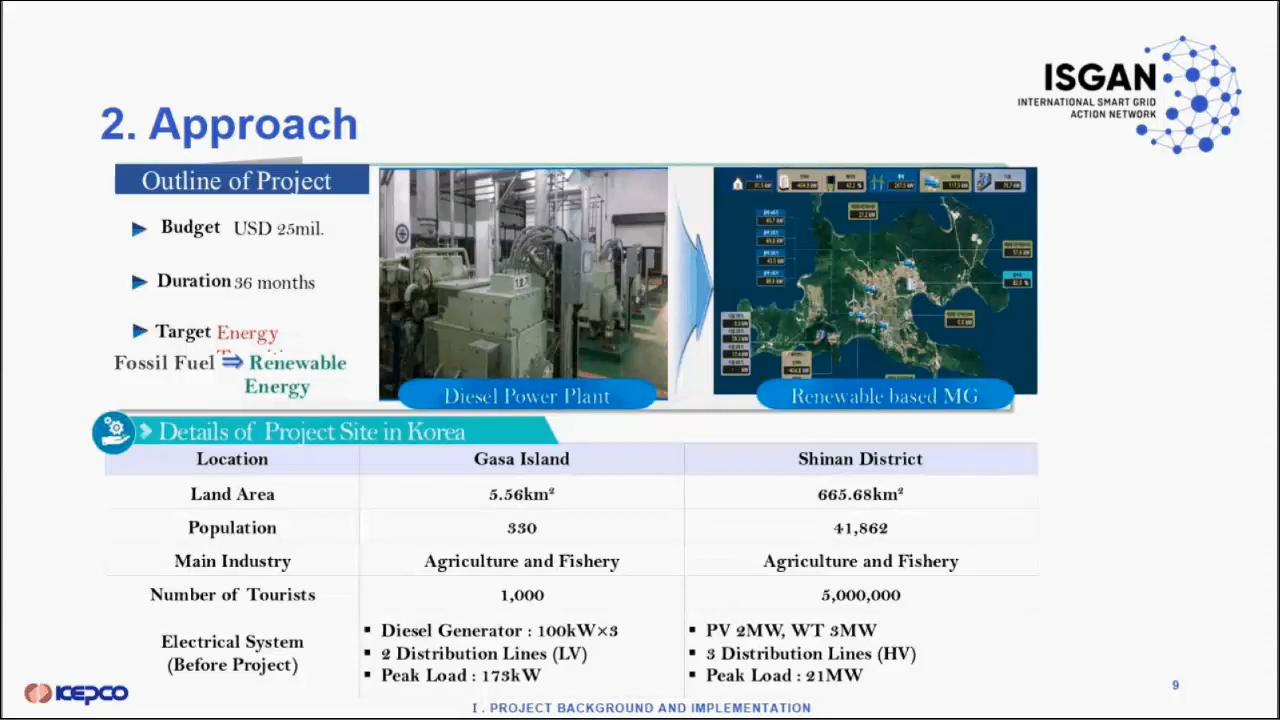 ISGAN
INTERNATIONAL SMART GRID
ACTION NETWORK
2. Approach
Outline of Project
Budget USD 25mil.
Duration 36 months
Target Energy
Fossil Fuel ⇒ Renewable
Energy
Diesel Power Plant
Renewable based MG
Details of Project Site in Korea
Location Gasa Island Shinan District
Land Area 5.56km² 665.68km²
Population 330 41,862
Main Industry Agriculture and Fishery Agriculture and Fishery
Number of Tourists 1,000 5,000,000
Electrical System
(Before Project)
▪ Diesel Generator : 100kW×3
▪ 2 Distribution Lines (LV)
▪ Peak Load : 173kW
▪ PV 2MW, WT 3MW
▪ 3 Distribution Lines (HV)
▪ Peak Load : 21MW
KEPCO
I . PROJECT BACKGROUND AND IMPLEMENTATION
9